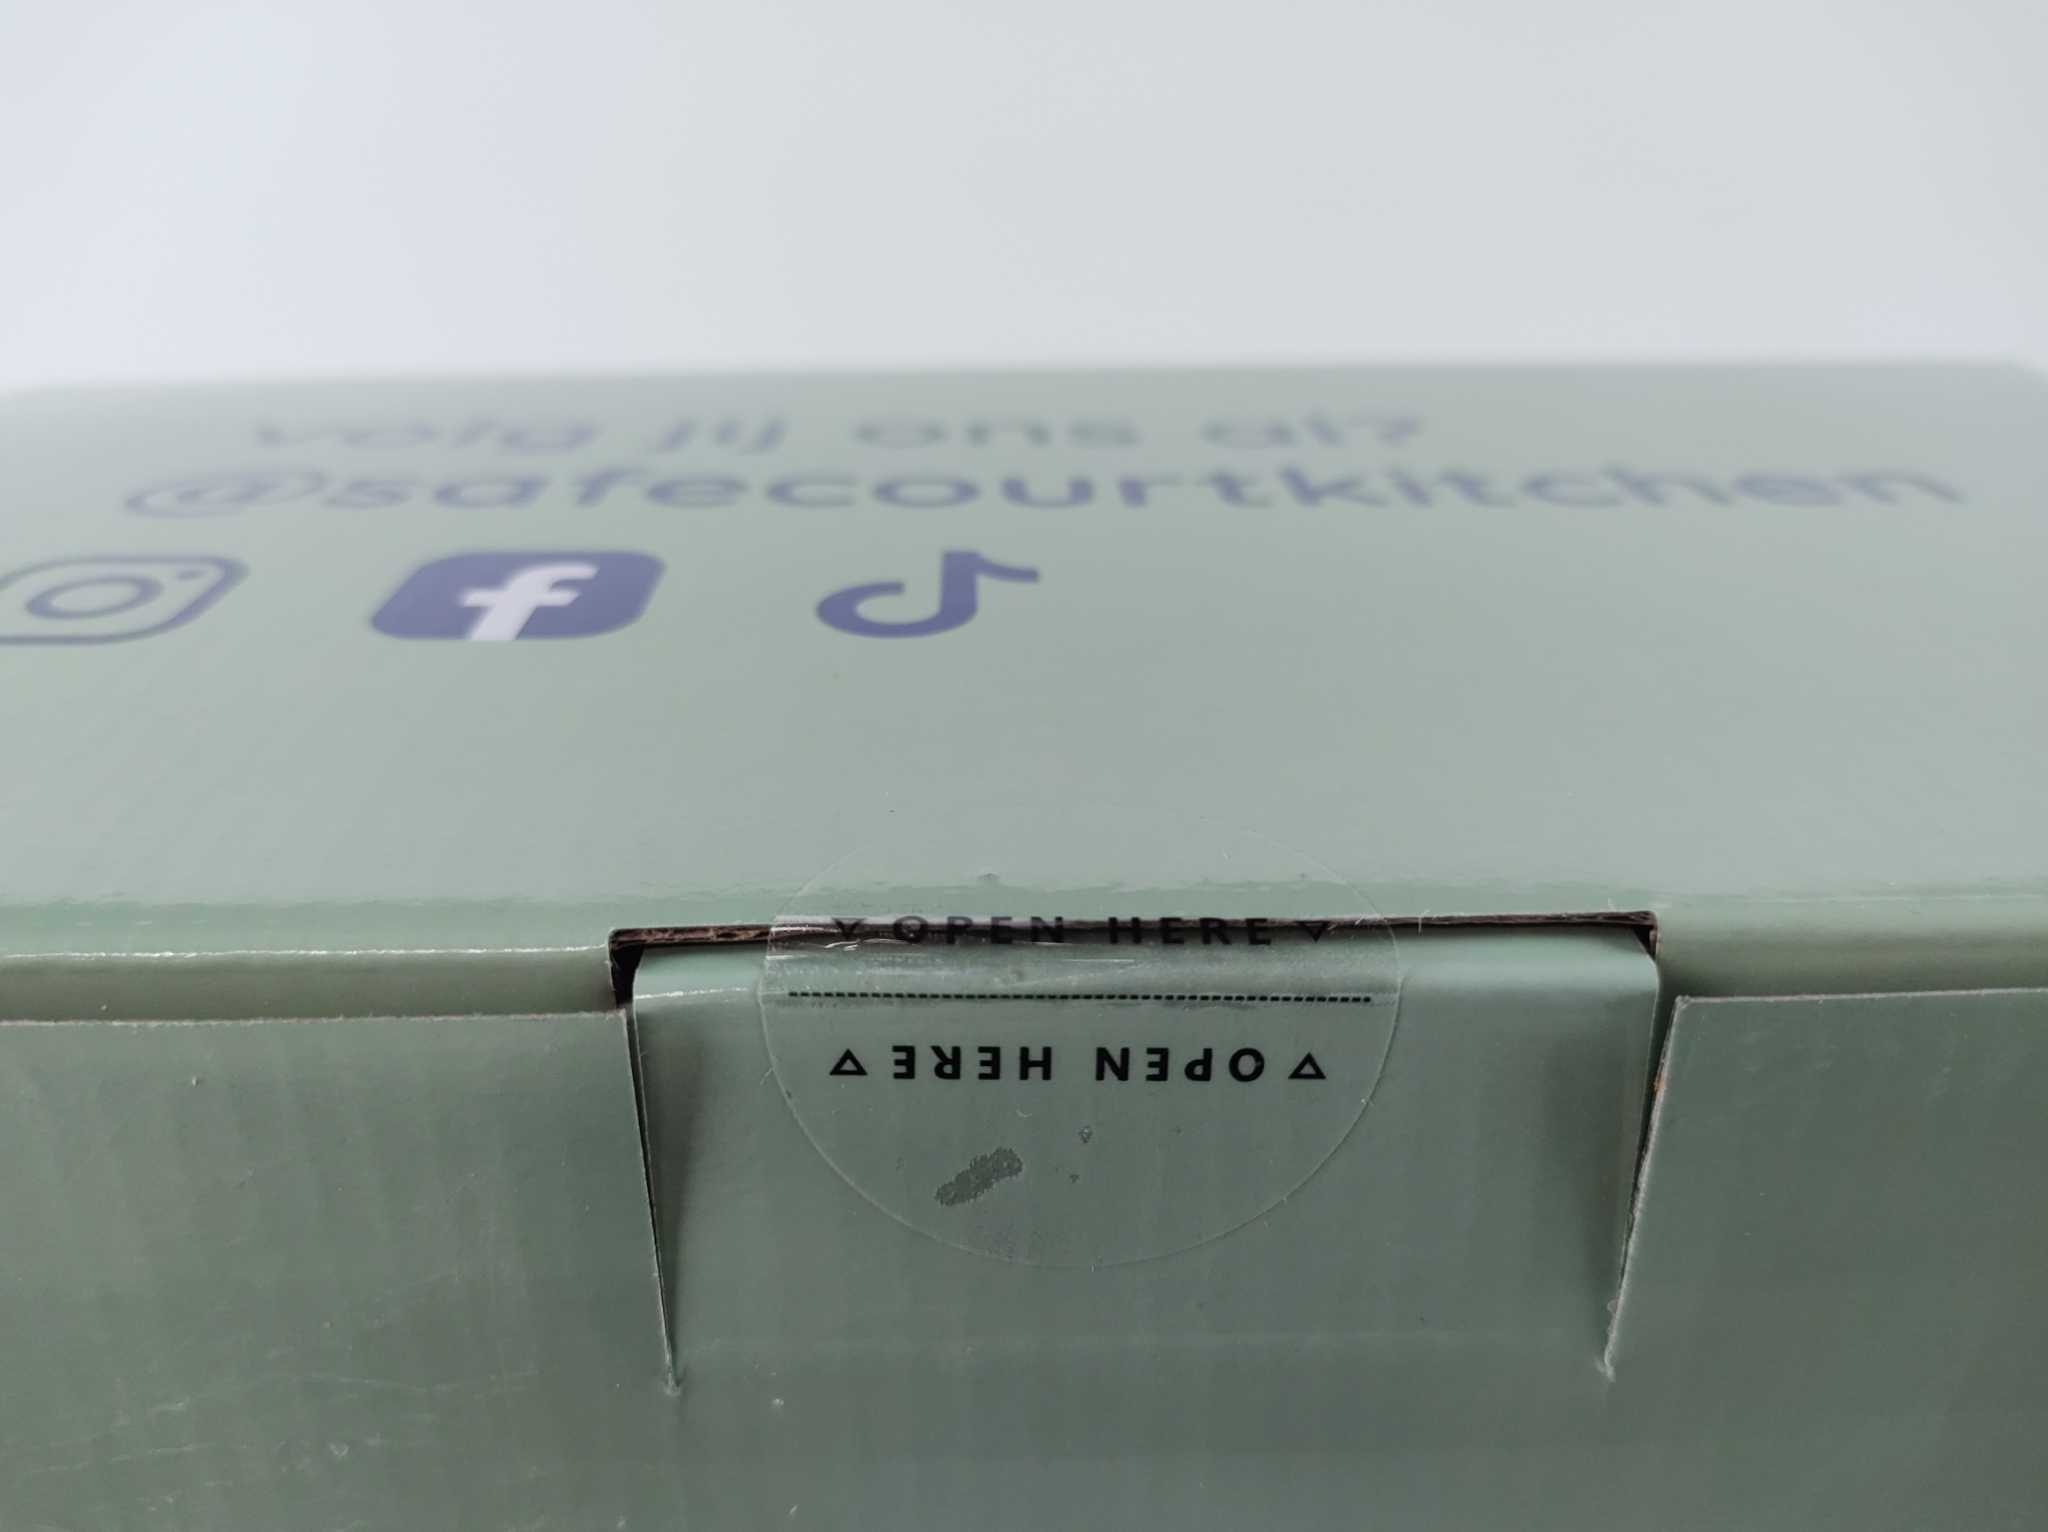 volg jij ons al?
@safecourtkitchen
OPEN HERE
OPEN HERE